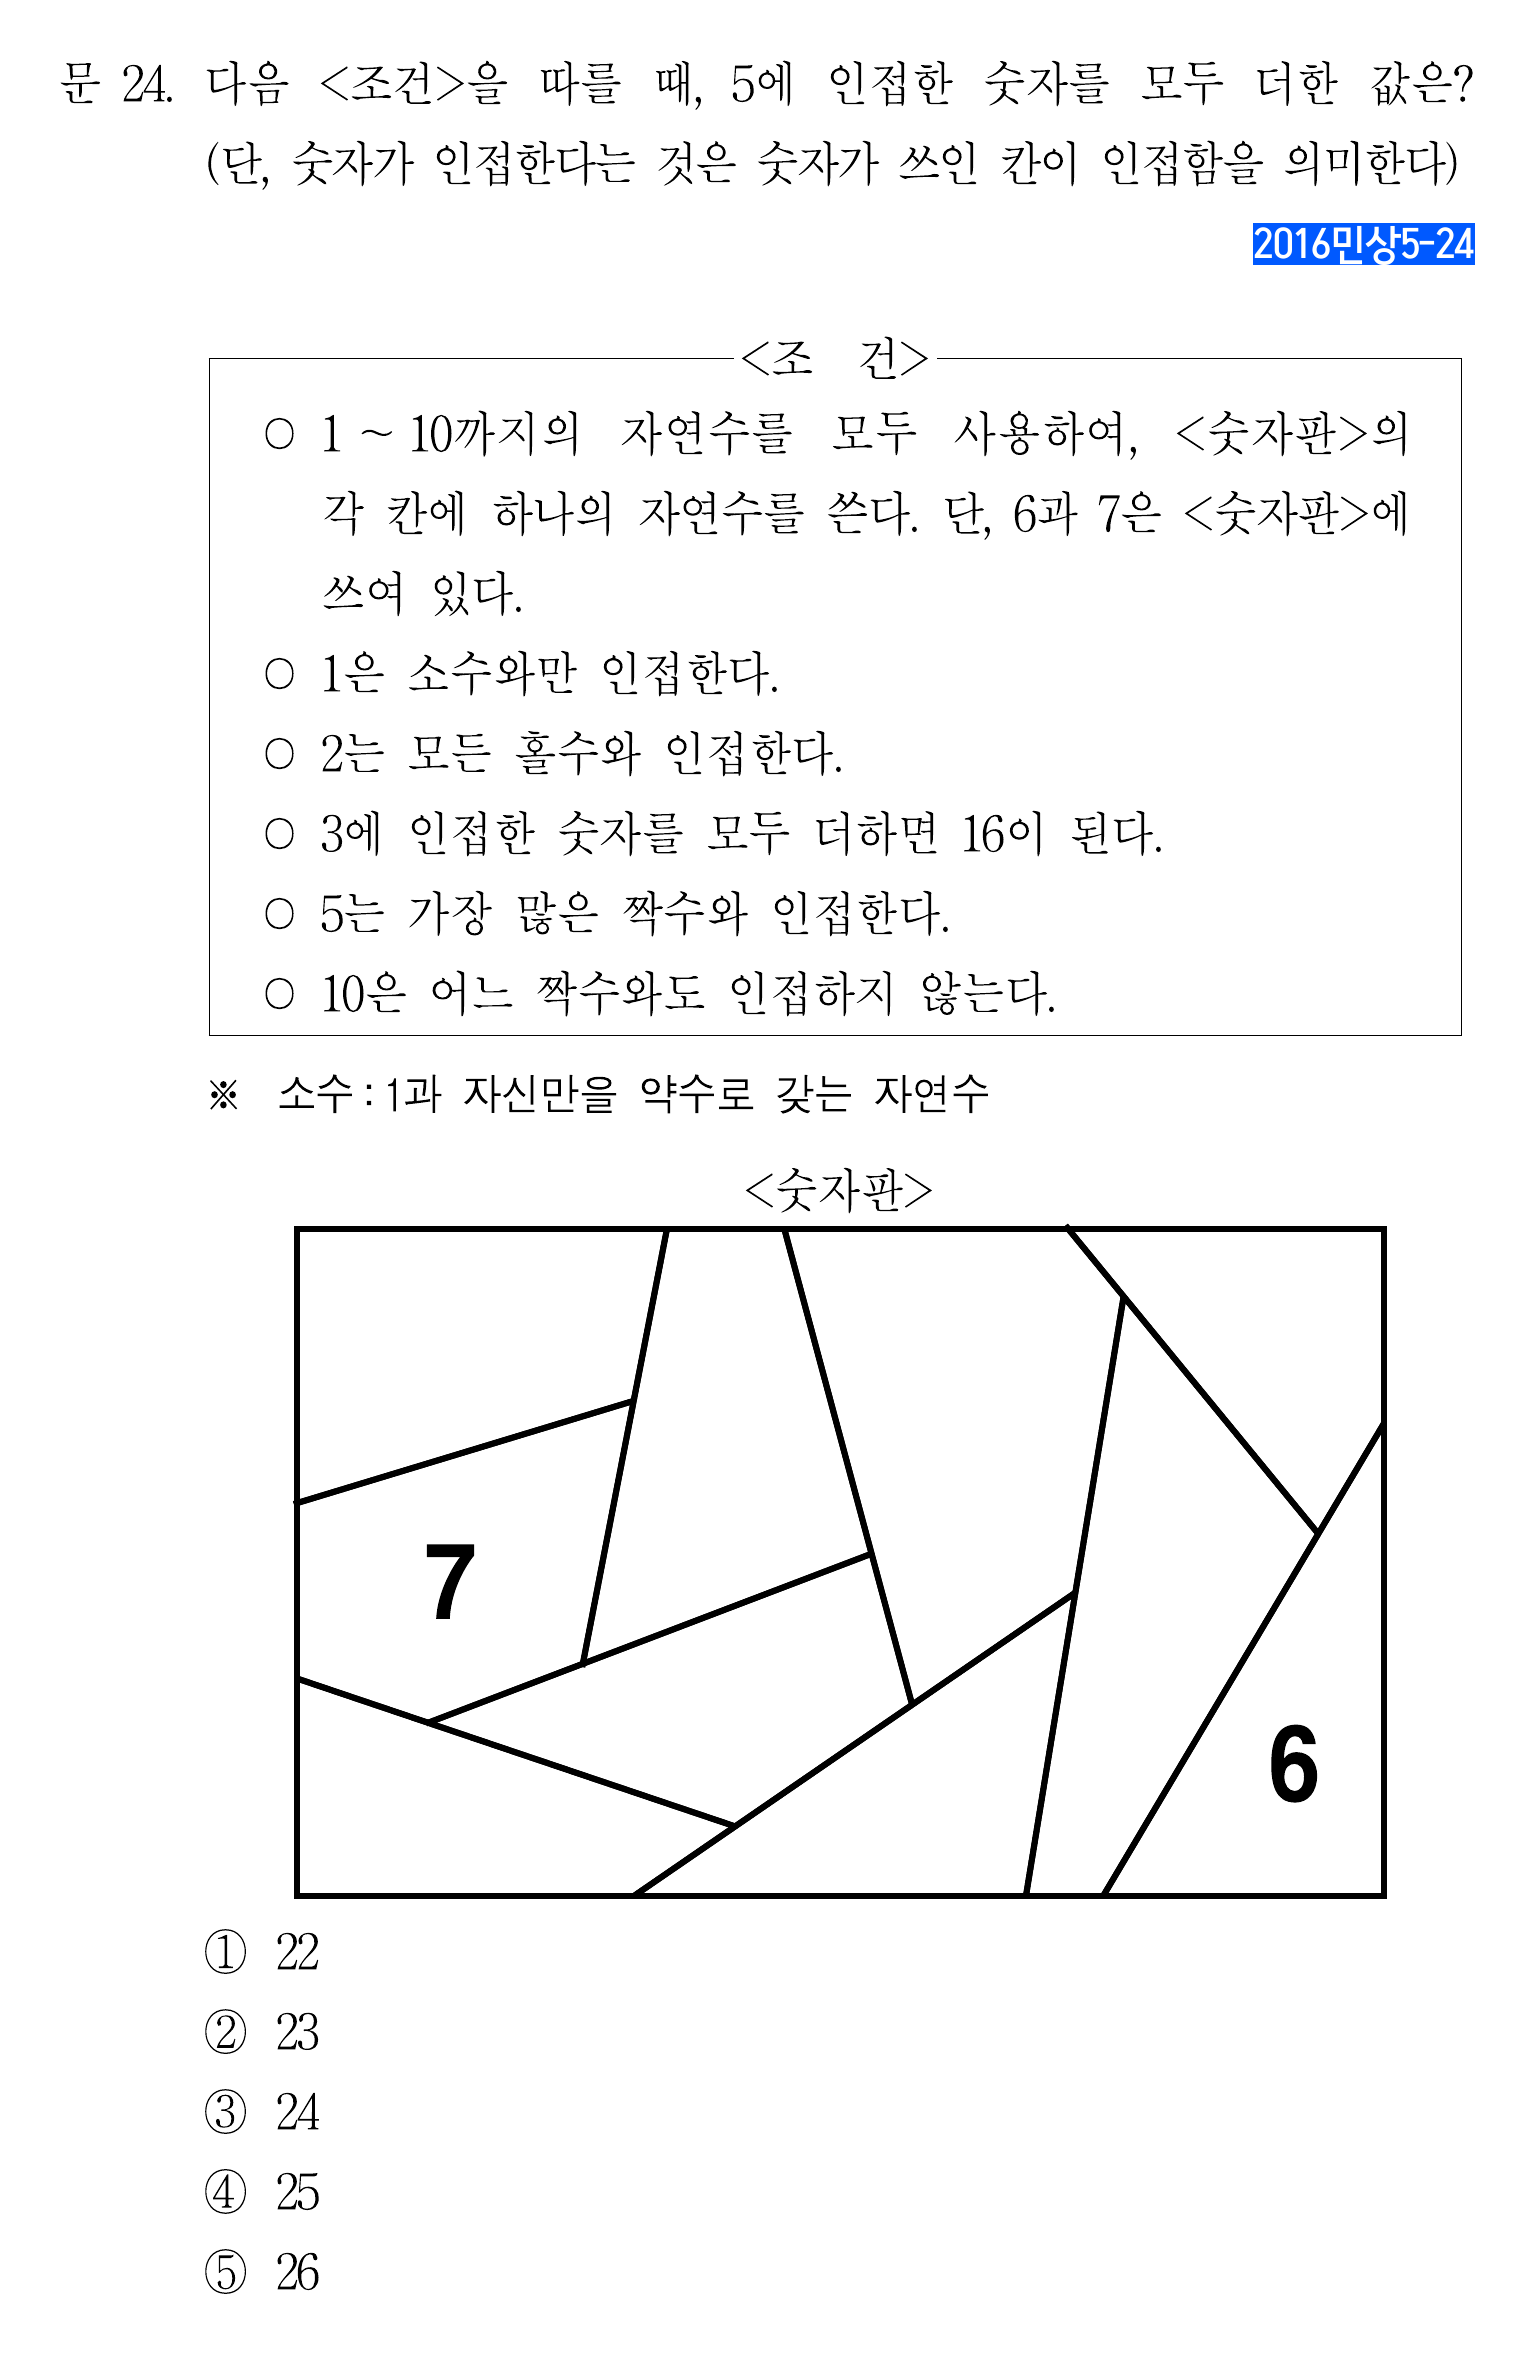 문 24. 다음 <조건>을 따를 때, 5에 인접한 숫자를 모두 더한 값은?
(단, 숫자가 인접한다는 것은 숫자가 쓰인 칸이 인접함을 의미한다)
2016민상5-24
<조 건>
○ 1 ~ 10까지의 자연수를 모두 사용하여, <숫자판>의
각 칸에 하나의 자연수를 쓴다. 단, 6과 7은 <숫자판>에
쓰여 있다.
○ 1은 소수와만 인접한다.
○ 2는 모든 홀수와 인접한다.
○ 3에 인접한 숫자를 모두 더하면 16이 된다.
○ 5는 가장 많은 짝수와 인접한다.
○ 10은 어느 짝수와도 인접하지 않는다.
※ 소수 : 1과 자신만을 약수로 갖는 자연수
<숫자판>
7
6
① 22
② 23
③ 24
④ 25
⑤ 26